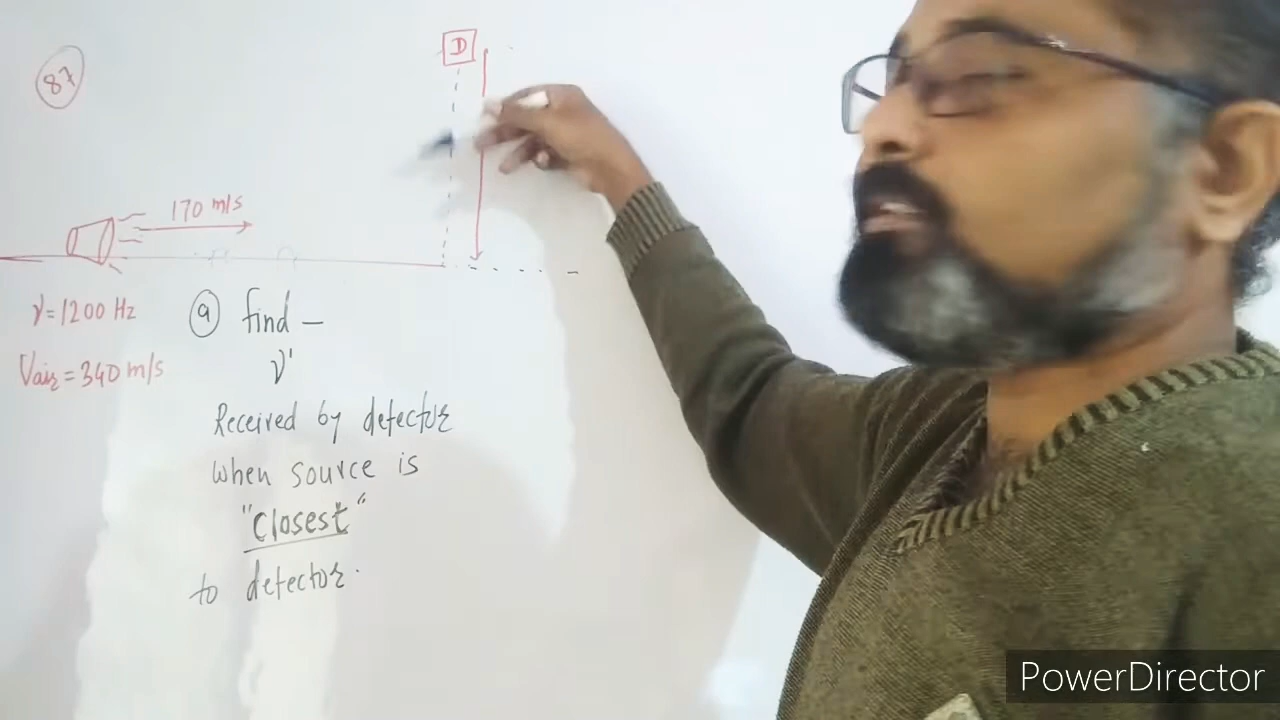 87
D
170 m/s
ν = 1200 Hz
Vair = 340 m/s
a find –
ν'
Received by detector
when source is
"Closest"
to detector.
PowerDirector